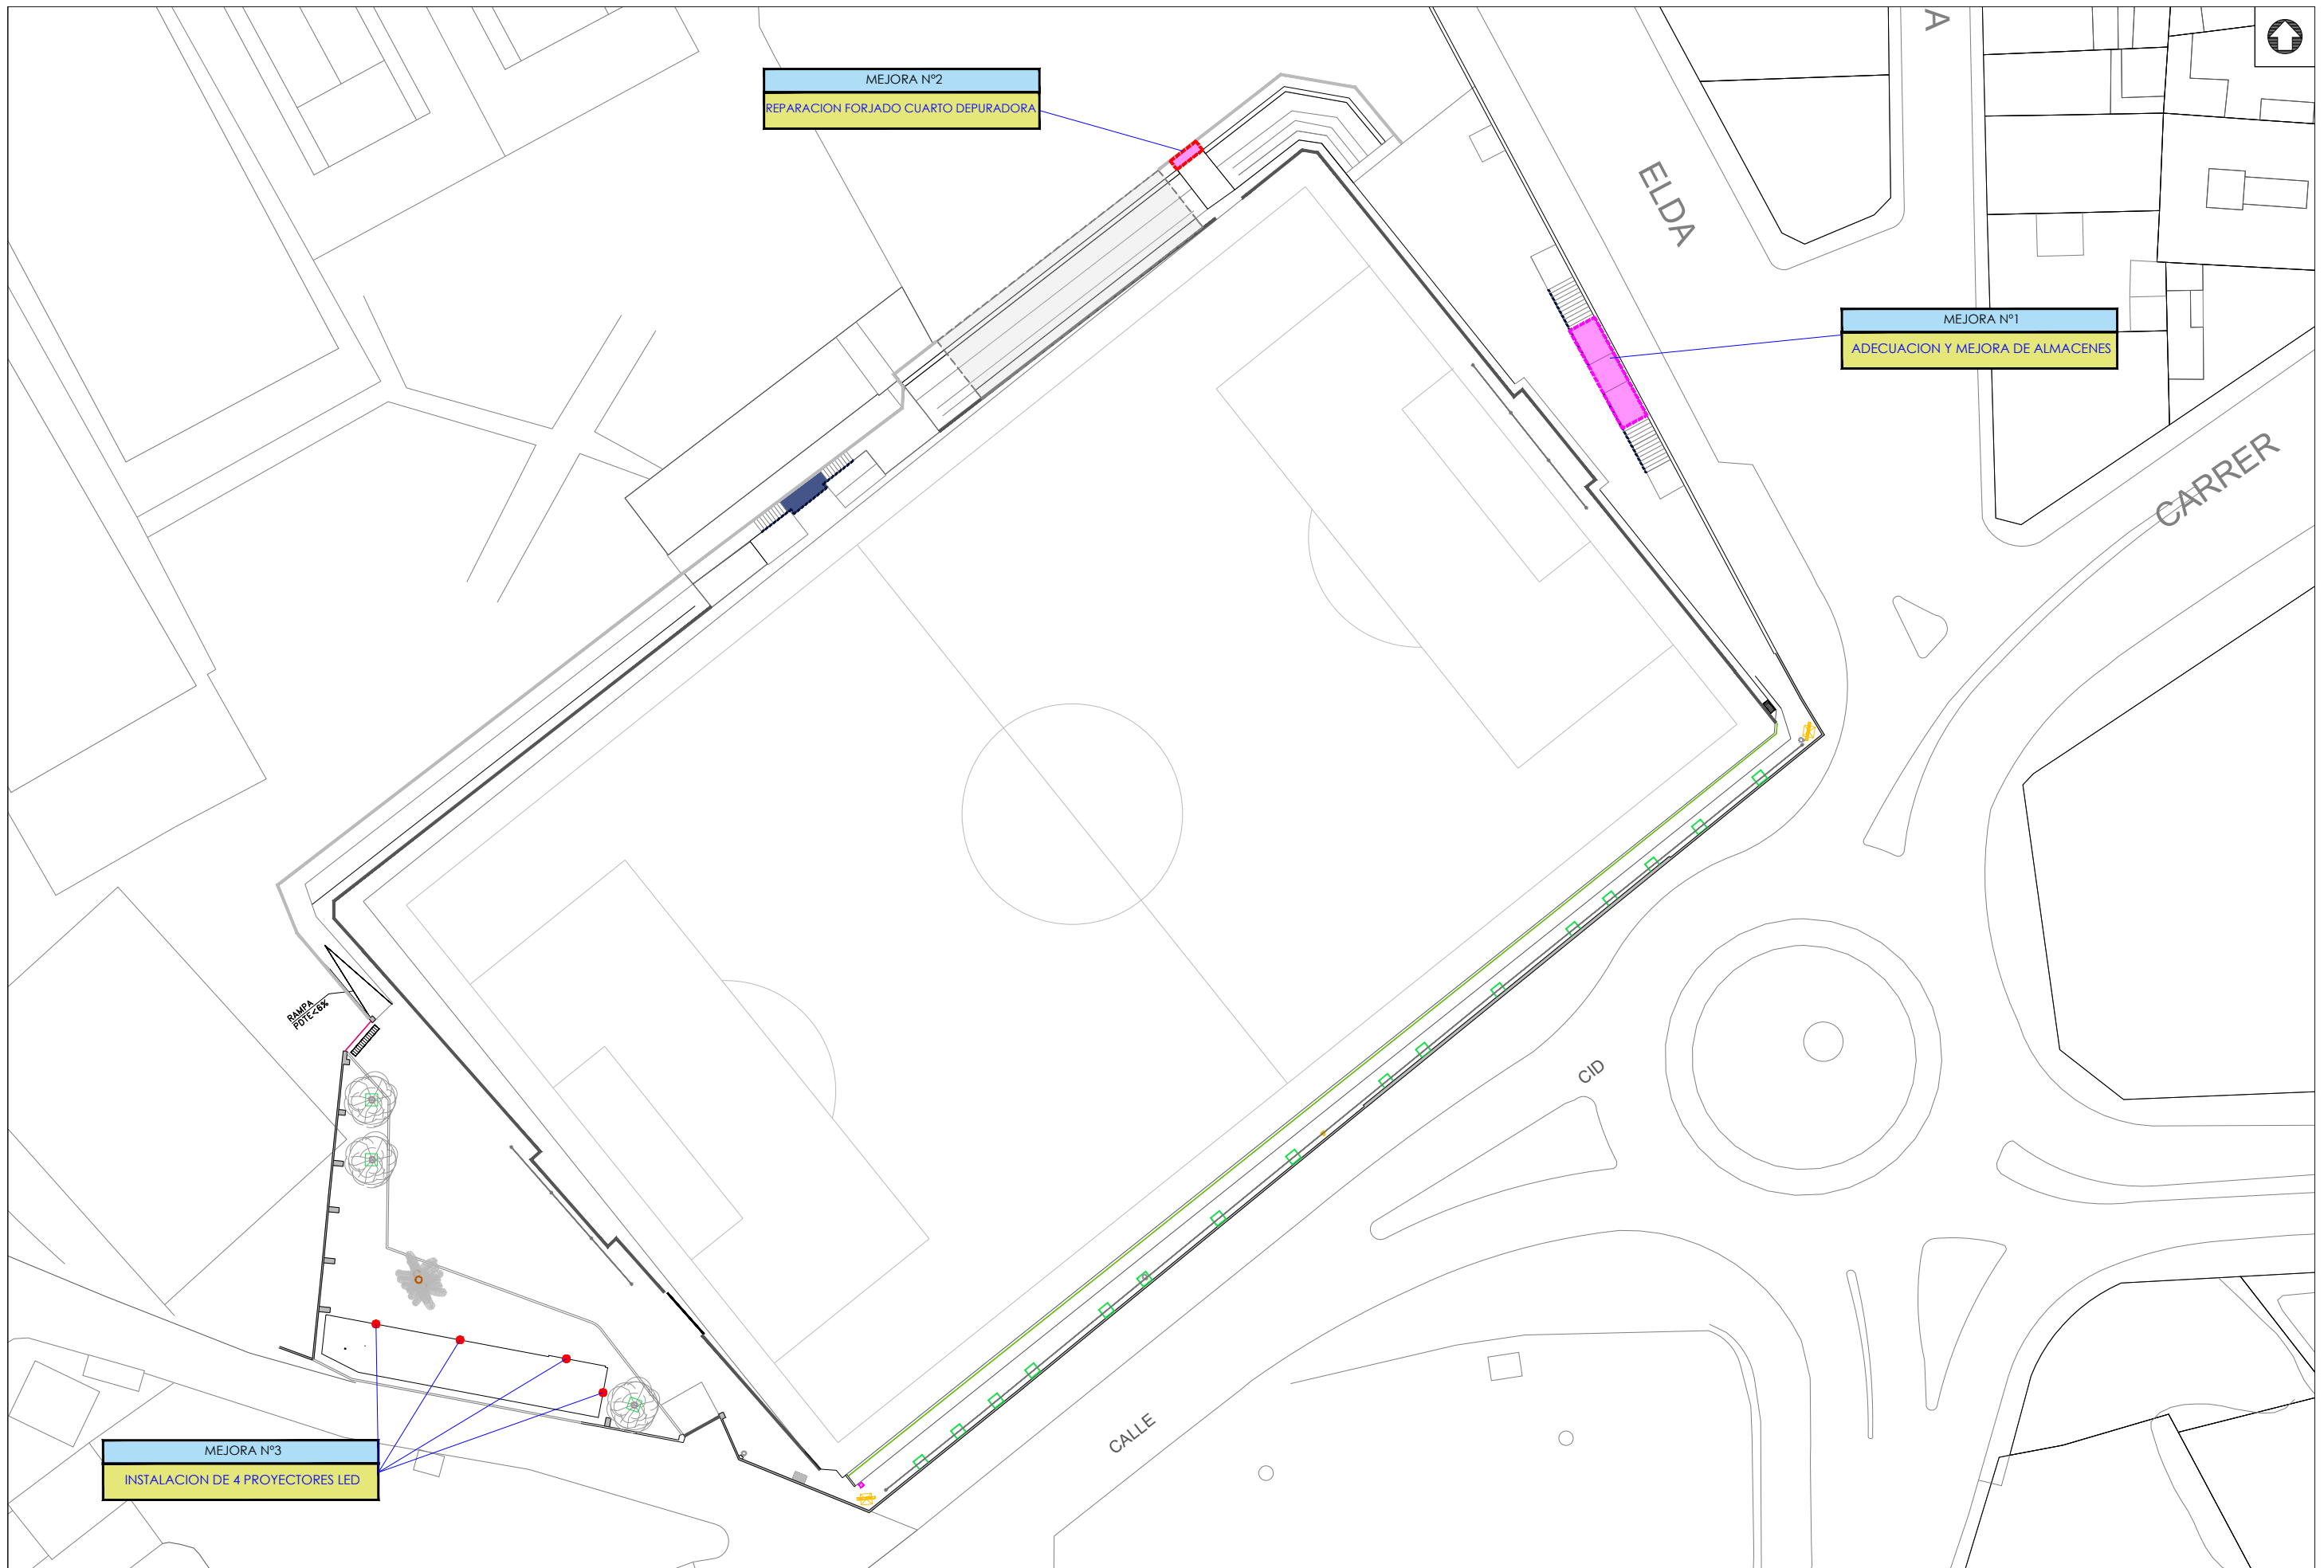 A
MEJORA Nº2
REPARACION FORJADO CUARTO DEPURADORA
ELDA
MEJORA Nº1
ADECUACION Y MEJORA DE ALMACENES
CARRER
RAMPA
PDTE<6%
CID
CALLE
MEJORA Nº3
INSTALACION DE 4 PROYECTORES LED